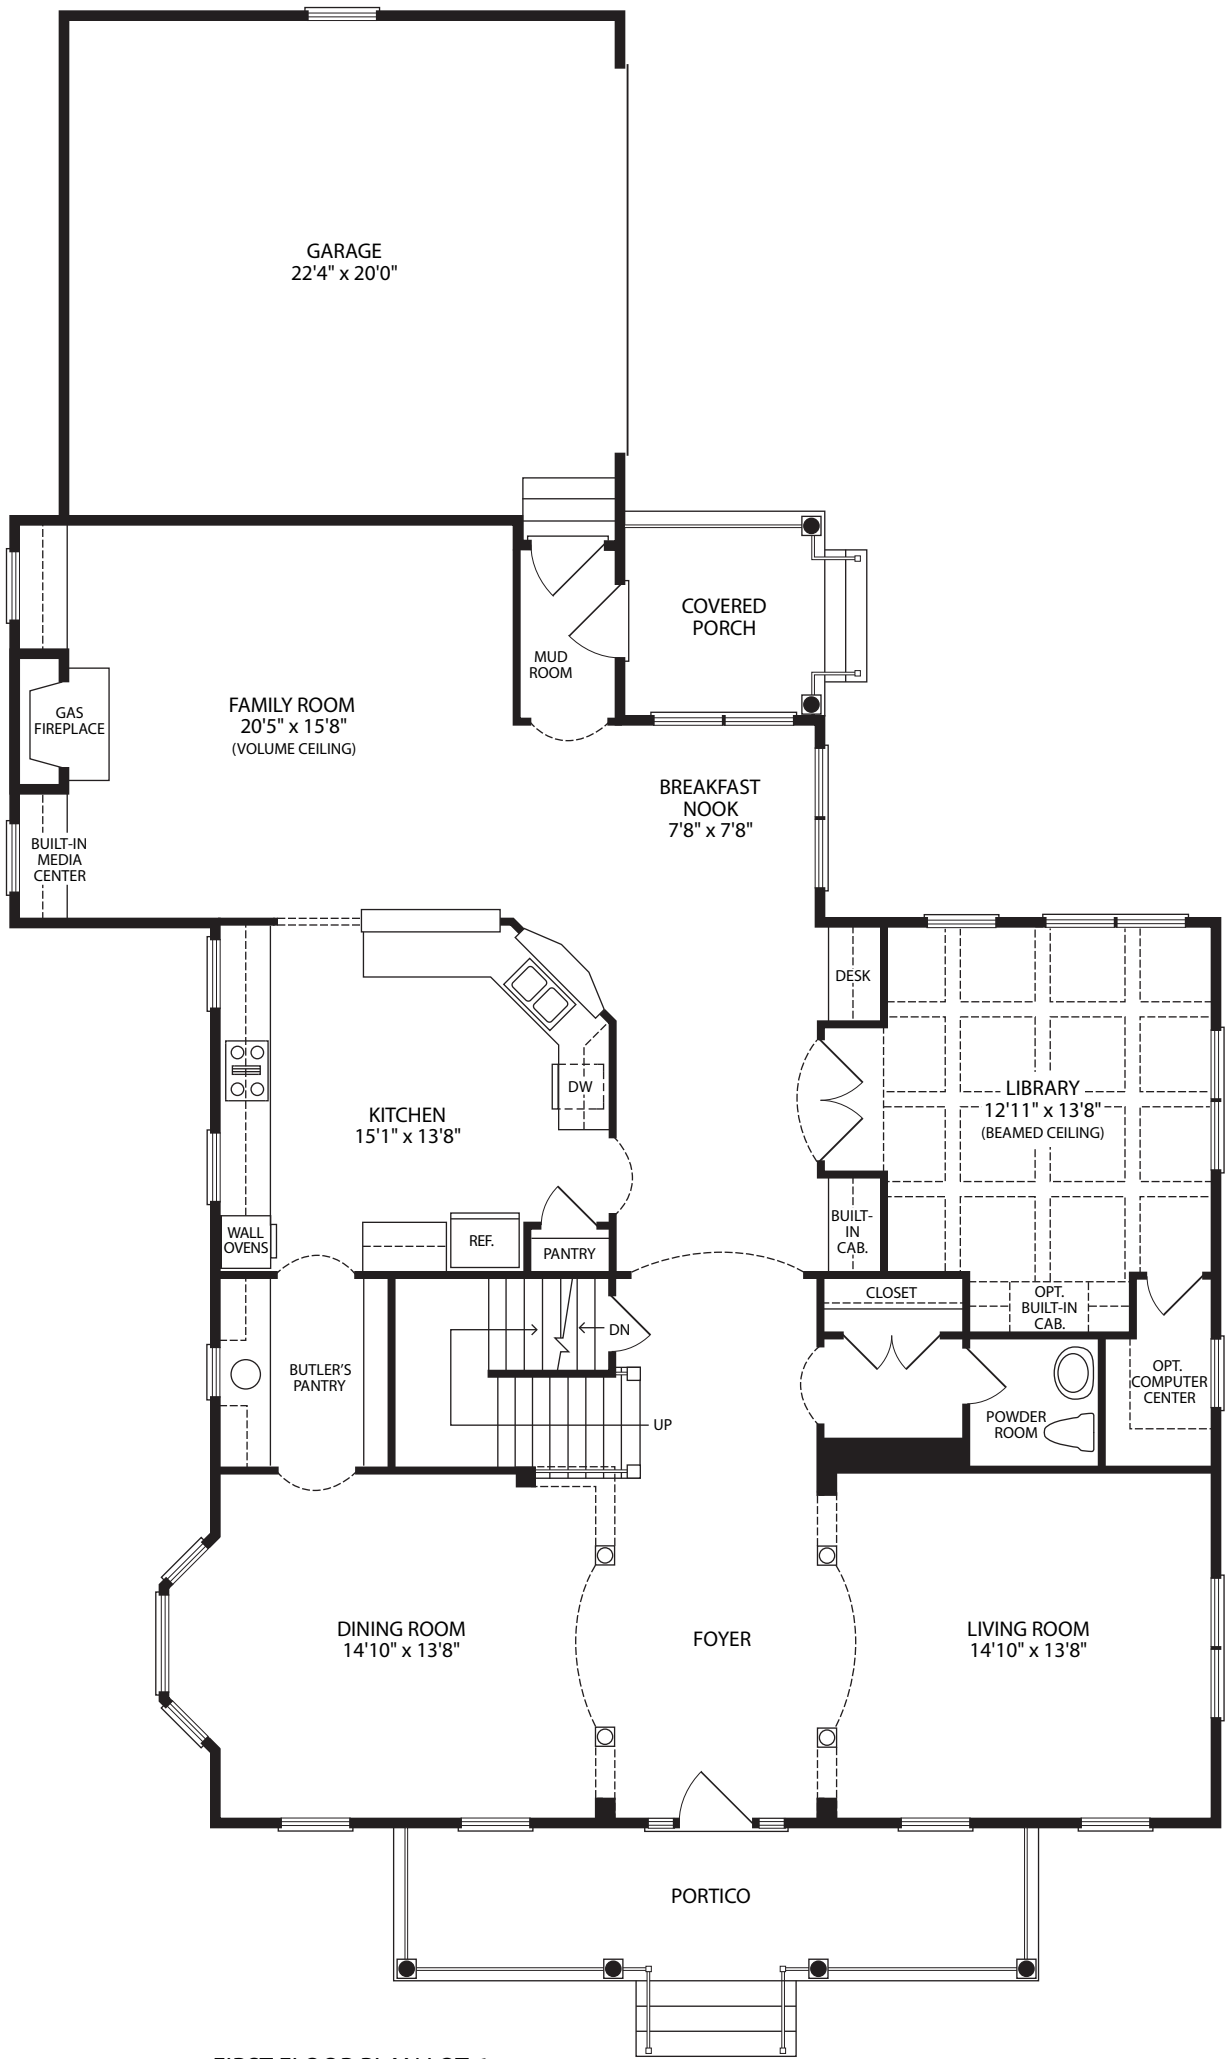 GARAGE
22'4" x 20'0"
COVERED
PORCH
MUD
ROOM
FAMILY ROOM
20'5" x 15'8"
(VOLUME CEILING)
GAS
FIREPLACE
BREAKFAST
NOOK
7'8" x 7'8"
BUILT-IN
MEDIA
CENTER
DESK
LIBRARY
12'11" x 13'8"
(BEAMED CEILING)
DW
KITCHEN
15'1" x 13'8"
WALL
OVENS
REF.
PANTRY
BUILT-
IN
CAB.
CLOSET
OPT.
BUILT-IN
CAB.
DN
BUTLER'S
PANTRY
OPT.
COMPUTER
CENTER
UP
POWDER
ROOM
DINING ROOM
14'10" x 13'8"
FOYER
LIVING ROOM
14'10" x 13'8"
PORTICO